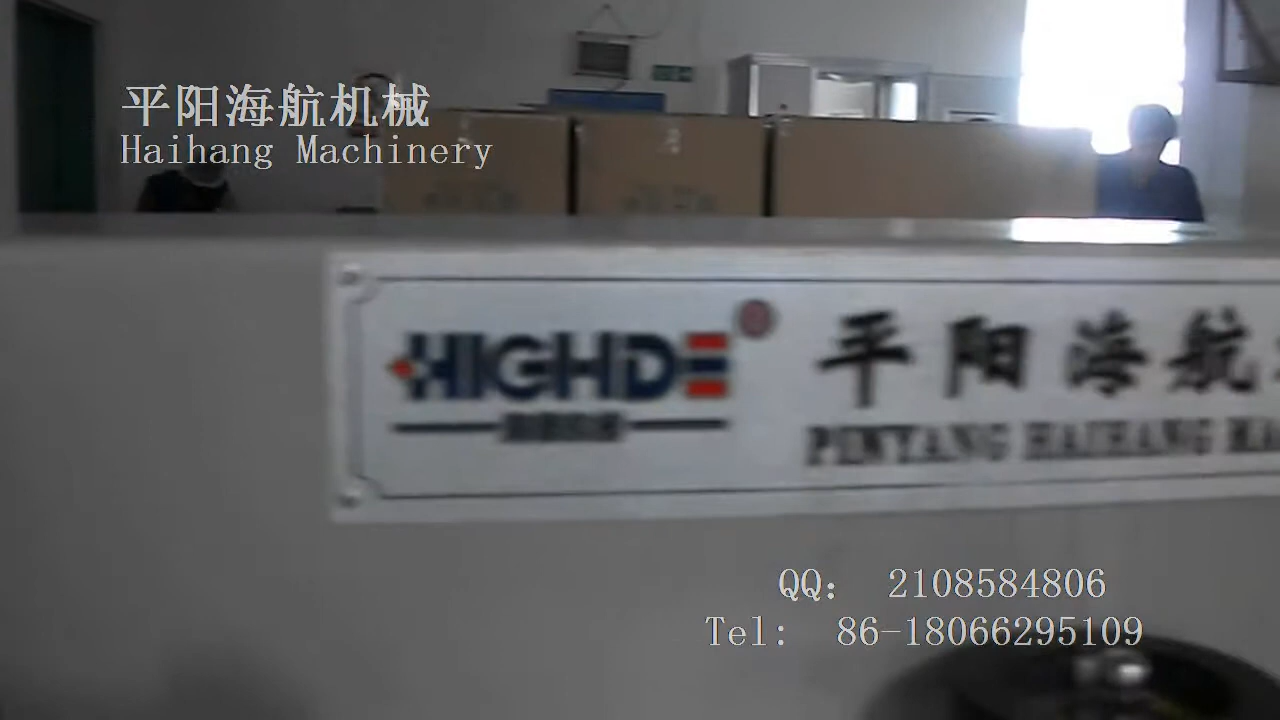 平阳海航机械
Haihang Machinery
HIGHDE
平阳海航
PINYANG HAIHANG MA
QQ: 2108584806
Tel: 86-18066295109